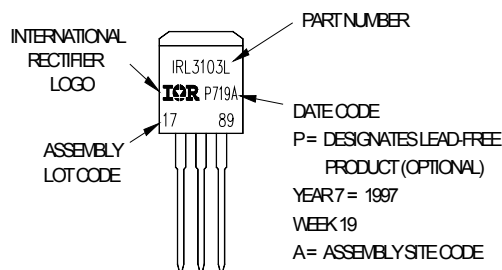 PART NUMBER
INTERNATIONAL
RECTIFIER
LOGO
IRL3103L
IOR P719A
17 89
ASSEMBLY
LOT CODE
DATE CODE
P = DESIGNATES LEAD-FREE
PRODUCT (OPTIONAL)
YEAR 7 = 1997
WEEK 19
A = ASSEMBLY SITE CODE